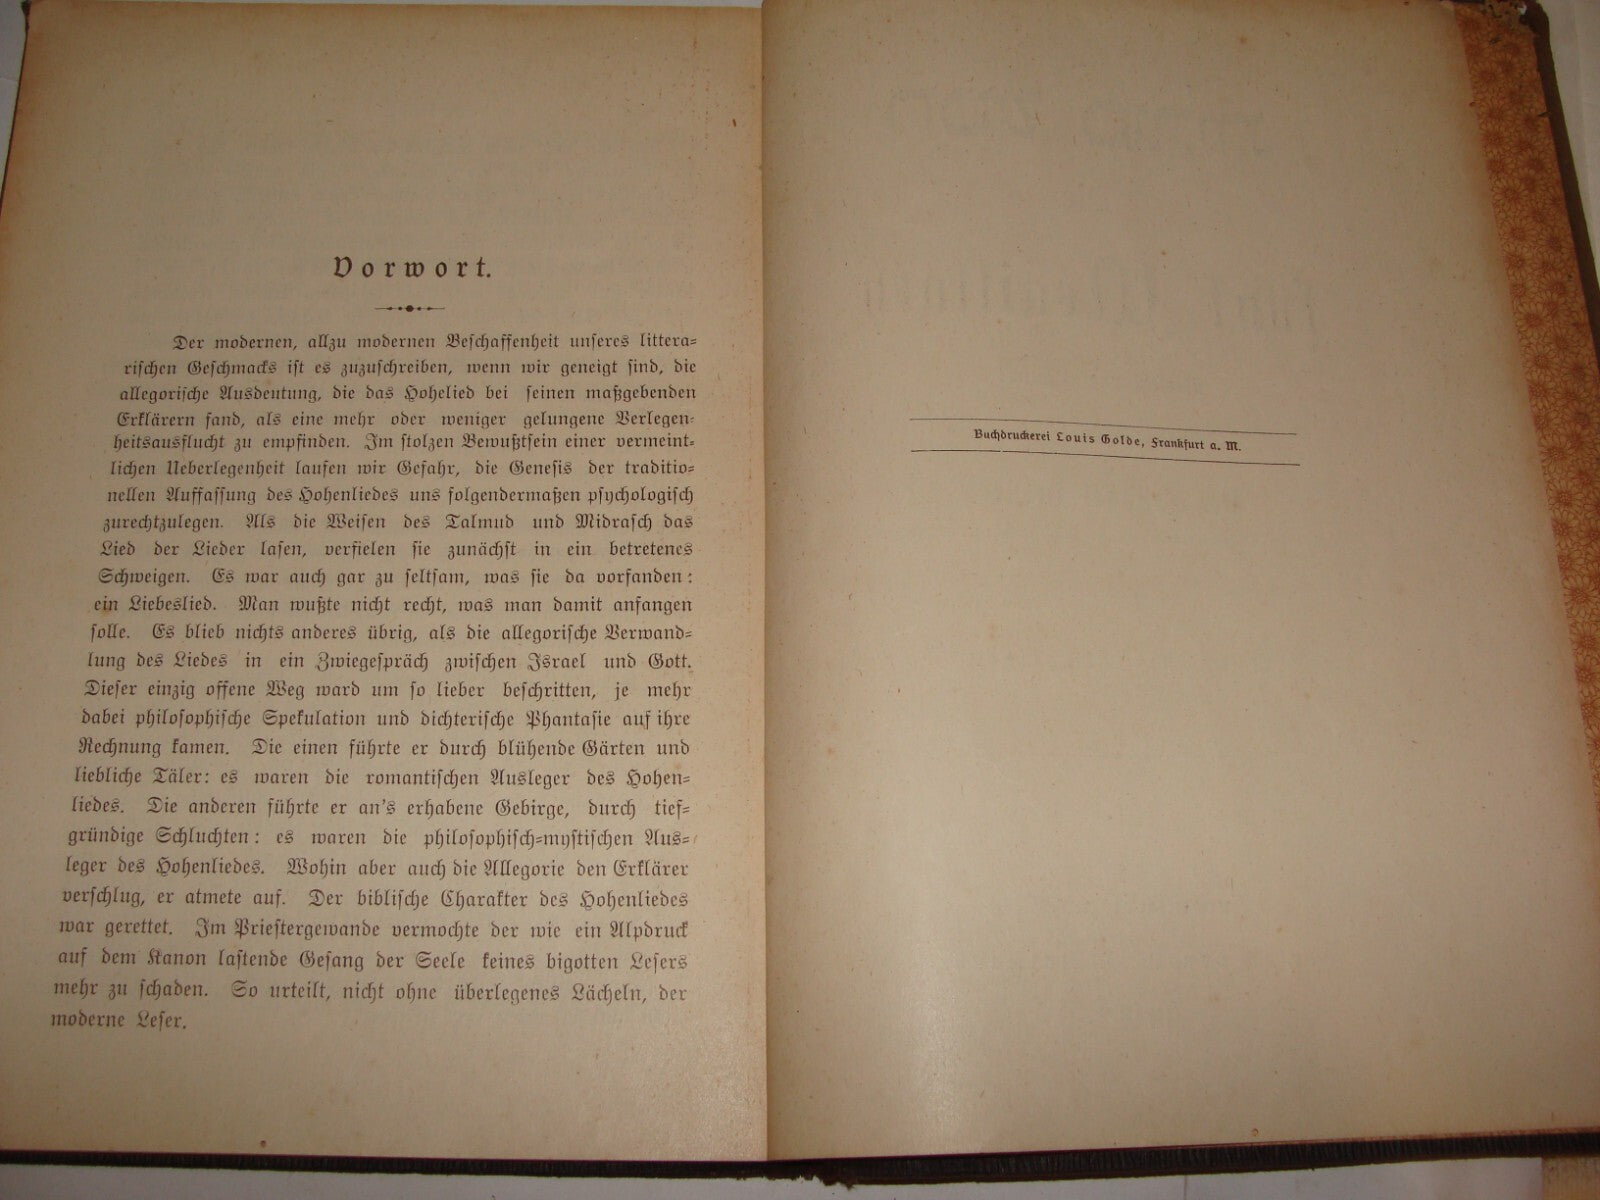 Vorwort.
Der modernen, allzu modernen Beschaffenheit unseres littera-
rischen Geschmacks ist es zuzuschreiben, wenn wir geneigt sind, die
allegorische Ausdeutung, die das Hohelied bei seinen maßgebenden
Erklärern fand, als eine mehr oder weniger gelungene Verlegen-
heitsausflucht zu empfinden. Im stolzen Bewußtsein einer vermeint-
lichen Ueberlegenheit laufen wir Gefahr, die Genesis der traditio-
nellen Auffassung des Hohenliedes uns folgendermaßen psychologisch
zurechtzulegen. Als die Weisen des Talmud und Midrasch das
Lied der Lieder lasen, verfielen sie zunächst in ein betretenes
Schweigen. Es war auch gar zu seltsam, was sie da vorfanden:
ein Liebeslied. Man wußte nicht recht, was man damit anfangen
solle. Es blieb nichts anderes übrig, als die allegorische Verwand-
lung des Liedes in ein Zwiegespräch zwischen Israel und Gott.
Dieser einzig offene Weg ward um so lieber beschritten, je mehr
dabei philosophische Spekulation und dichterische Phantasie auf ihre
Rechnung kamen. Die einen führte er durch blühende Gärten und
liebliche Täler: es waren die romantischen Ausleger des Hohen-
liedes. Die anderen führte er an's erhabene Gebirge, durch tief-
gründige Schluchten: es waren die philosophisch-mystischen Aus-
leger des Hohenliedes. Wohin aber auch die Allegorie den Erklärer
verschlug, er atmete auf. Der biblische Charakter des Hohenliedes
war gerettet. Im Priestergewande vermochte der wie ein Alpdruck
auf dem Kanon lastende Gesang der Seele keines bigotten Lesers
mehr zu schaden. So urteilt, nicht ohne überlegenes Lächeln, der
moderne Leser.
Buchdruckerei Louis Golde, Frankfurt a. M.